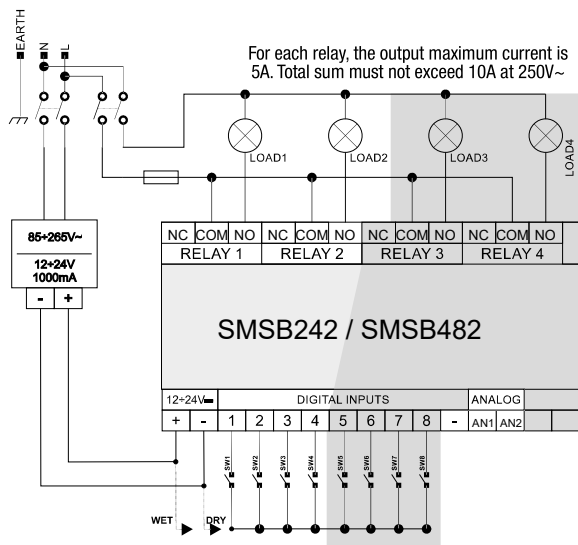 EARTH
N
L
For each relay, the output maximum current is
5A. Total sum must not exceed 10A at 250V~
LOAD1
LOAD2
LOAD3
LOAD4
85÷265V~
12÷24V
1000mA
- +
NC COM NO NC COM NO NC COM NO NC COM NO
RELAY 1 RELAY 2 RELAY 3 RELAY 4
SMSB242 / SMSB482
12÷24V DIGITAL INPUTS ANALOG
+ - 1 2 3 4 5 6 7 8 - AN1 AN2
SW1 SW2 SW3 SW4 SW5 SW6 SW7 SW8
WET DRY